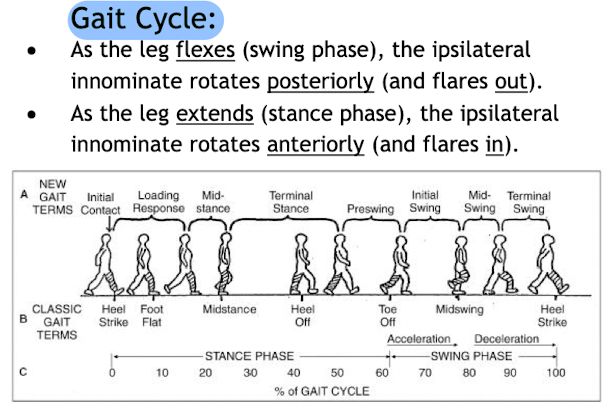 Gait Cycle:
• As the leg flexes (swing phase), the ipsilateral
innominate rotates posteriorly (and flares out).
• As the leg extends (stance phase), the ipsilateral
innominate rotates anteriorly (and flares in).
A NEW GAIT TERMS
Initial Contact
Loading Response
Mid-stance
Terminal Stance
Preswing
Initial Swing
Mid-Swing
Terminal Swing
B CLASSIC GAIT TERMS
Heel Strike
Foot Flat
Midstance
Heel Off
Toe Off
Midswing
Heel Strike
Acceleration Deceleration
STANCE PHASE SWING PHASE
C 0 10 20 30 40 50 60 70 80 90 100
% of GAIT CYCLE